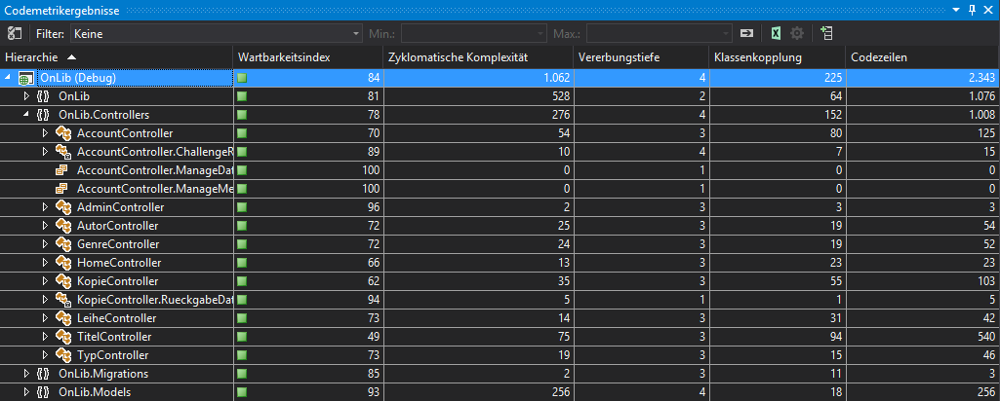 Codemetrikergebnisse
Filter: Keine Min.: Max.:
Hierarchie Wartbarkeitsindex Zyklomatische Komplexität Vererbungstiefe Klassenkopplung Codezeilen
OnLib (Debug) 84 1.062 4 225 2.343
OnLib 81 528 2 64 1.076
OnLib.Controllers 78 276 4 152 1.008
AccountController 70 54 3 80 125
AccountController.ChallengeR 89 10 4 7 15
AccountController.ManageDat 100 0 1 0 0
AccountController.ManageMe 100 0 1 0 0
AdminController 96 2 3 3 3
AutorController 72 25 3 19 54
GenreController 72 24 3 19 52
HomeController 66 13 3 23 23
KopieController 62 35 3 55 103
KopieController.RueckgabeDat 94 5 1 1 5
LeiheController 73 14 3 31 42
TitelController 49 75 3 94 540
TypController 73 19 3 15 46
OnLib.Migrations 85 2 3 11 3
OnLib.Models 93 256 4 18 256